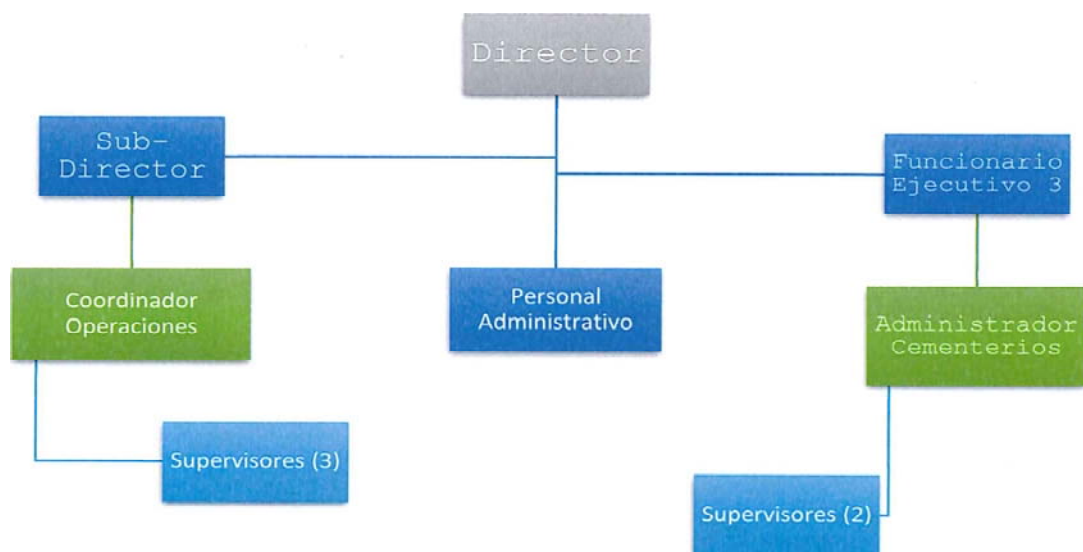 Director
Sub-
Director
Funcionario
Ejecutivo 3
Coordinador
Operaciones
Personal
Administrativo
Administrador
Cementerios
Supervisores (3)
Supervisores (2)